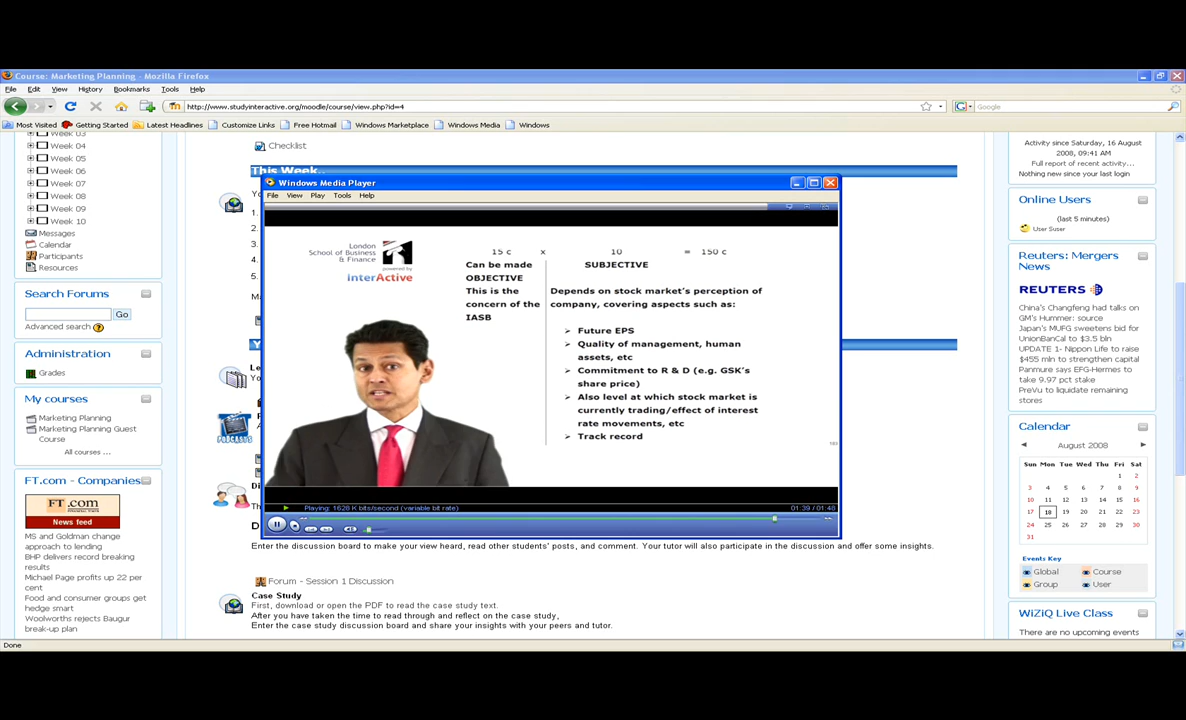 Course: Marketing Planning - Mozilla Firefox
File Edit View History Bookmarks Tools Help
http://www.studyinteractive.org/moodle/course/view.php?id=4
Google
Most Visited Getting Started Latest Headlines Customize Links Free Hotmail Windows Marketplace Windows Media Windows
Week 03
Week 04
Week 05
Week 06
Week 07
Week 08
Week 09
Week 10
Messages
Calendar
Participants
Resources
Search Forums
Go
Advanced search
Administration
Grades
My courses
Marketing Planning
Marketing Planning Guest
Course
All courses ...
FT.com - Companies
FT.com
News feed
MS and Goldman change
approach to lending
BHP delivers record breaking
results
Michael Page profits up 22 per
cent
Food and consumer groups get
hedge smart
Woolworths rejects Baugur
break-up plan
Checklist
This Week..
1.
2.
3.
4.
5.
Windows Media Player
File View Play Tools Help
London
School of Business
& Finance
powered by
InterActive
15 c x 10 = 150 c
Can be made
OBJECTIVE
This is the
concern of the
IASB
SUBJECTIVE
Depends on stock market's perception of
company, covering aspects such as:
Future EPS
Quality of management, human
assets, etc
Commitment to R & D (e.g. GSK's
share price)
Also level at which stock market is
currently trading/effect of interest
rate movements, etc
Track record
Playing: 1628 K bits/second (variable bit rate) 01:39 / 01:48
Enter the discussion board to make your view heard, read other students' posts, and comment. Your tutor will also participate in the discussion and offer some insights.
Forum - Session 1 Discussion
Case Study
First, download or open the PDF to read the case study text.
After you have taken the time to read through and reflect on the case study,
Enter the case study discussion board and share your insights with your peers and tutor.
Activity since Saturday, 16 August
2008, 09:41 AM
Full report of recent activity...
Nothing new since your last login
Online Users
(last 5 minutes)
User Suser
Reuters: Mergers
News
REUTERS
China's Changfeng had talks on
GM's Hummer: source
Japan's MUFG sweetens bid for
UnionBanCal to $3.5 bln
UPDATE 1- Nippon Life to raise
$455 mln to strengthen capital
Panmure says EFG-Hermes to
take 9.97 pct stake
PreVu to liquidate remaining
stores
Calendar
August 2008
Sun Mon Tue Wed Thu Fri Sat
1 2
3 4 5 6 7 8 9
10 11 12 13 14 15 16
17 18 19 20 21 22 23
24 25 26 27 28 29 30
31
Events Key
Global Course
Group User
WiZiQ Live Class
There are no upcoming events
Done